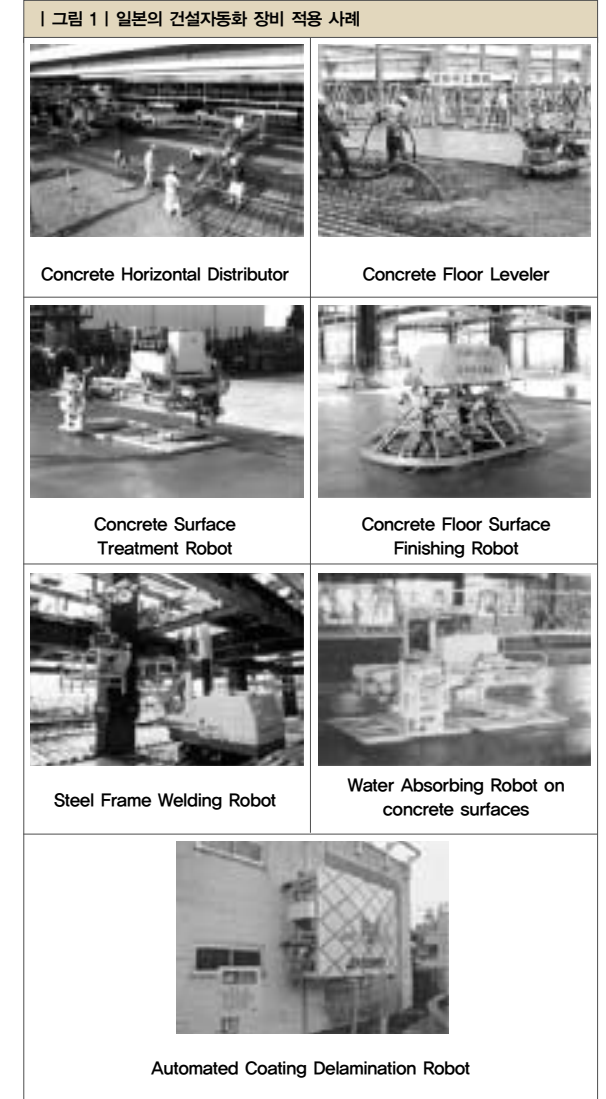 | 그림 1 | 일본의 건설자동화 장비 적용 사례
Concrete Horizontal Distributor
Concrete Floor Leveler
Concrete Surface
Treatment Robot
Concrete Floor Surface
Finishing Robot
Steel Frame Welding Robot
Water Absorbing Robot on
concrete surfaces
Automated Coating Delamination Robot